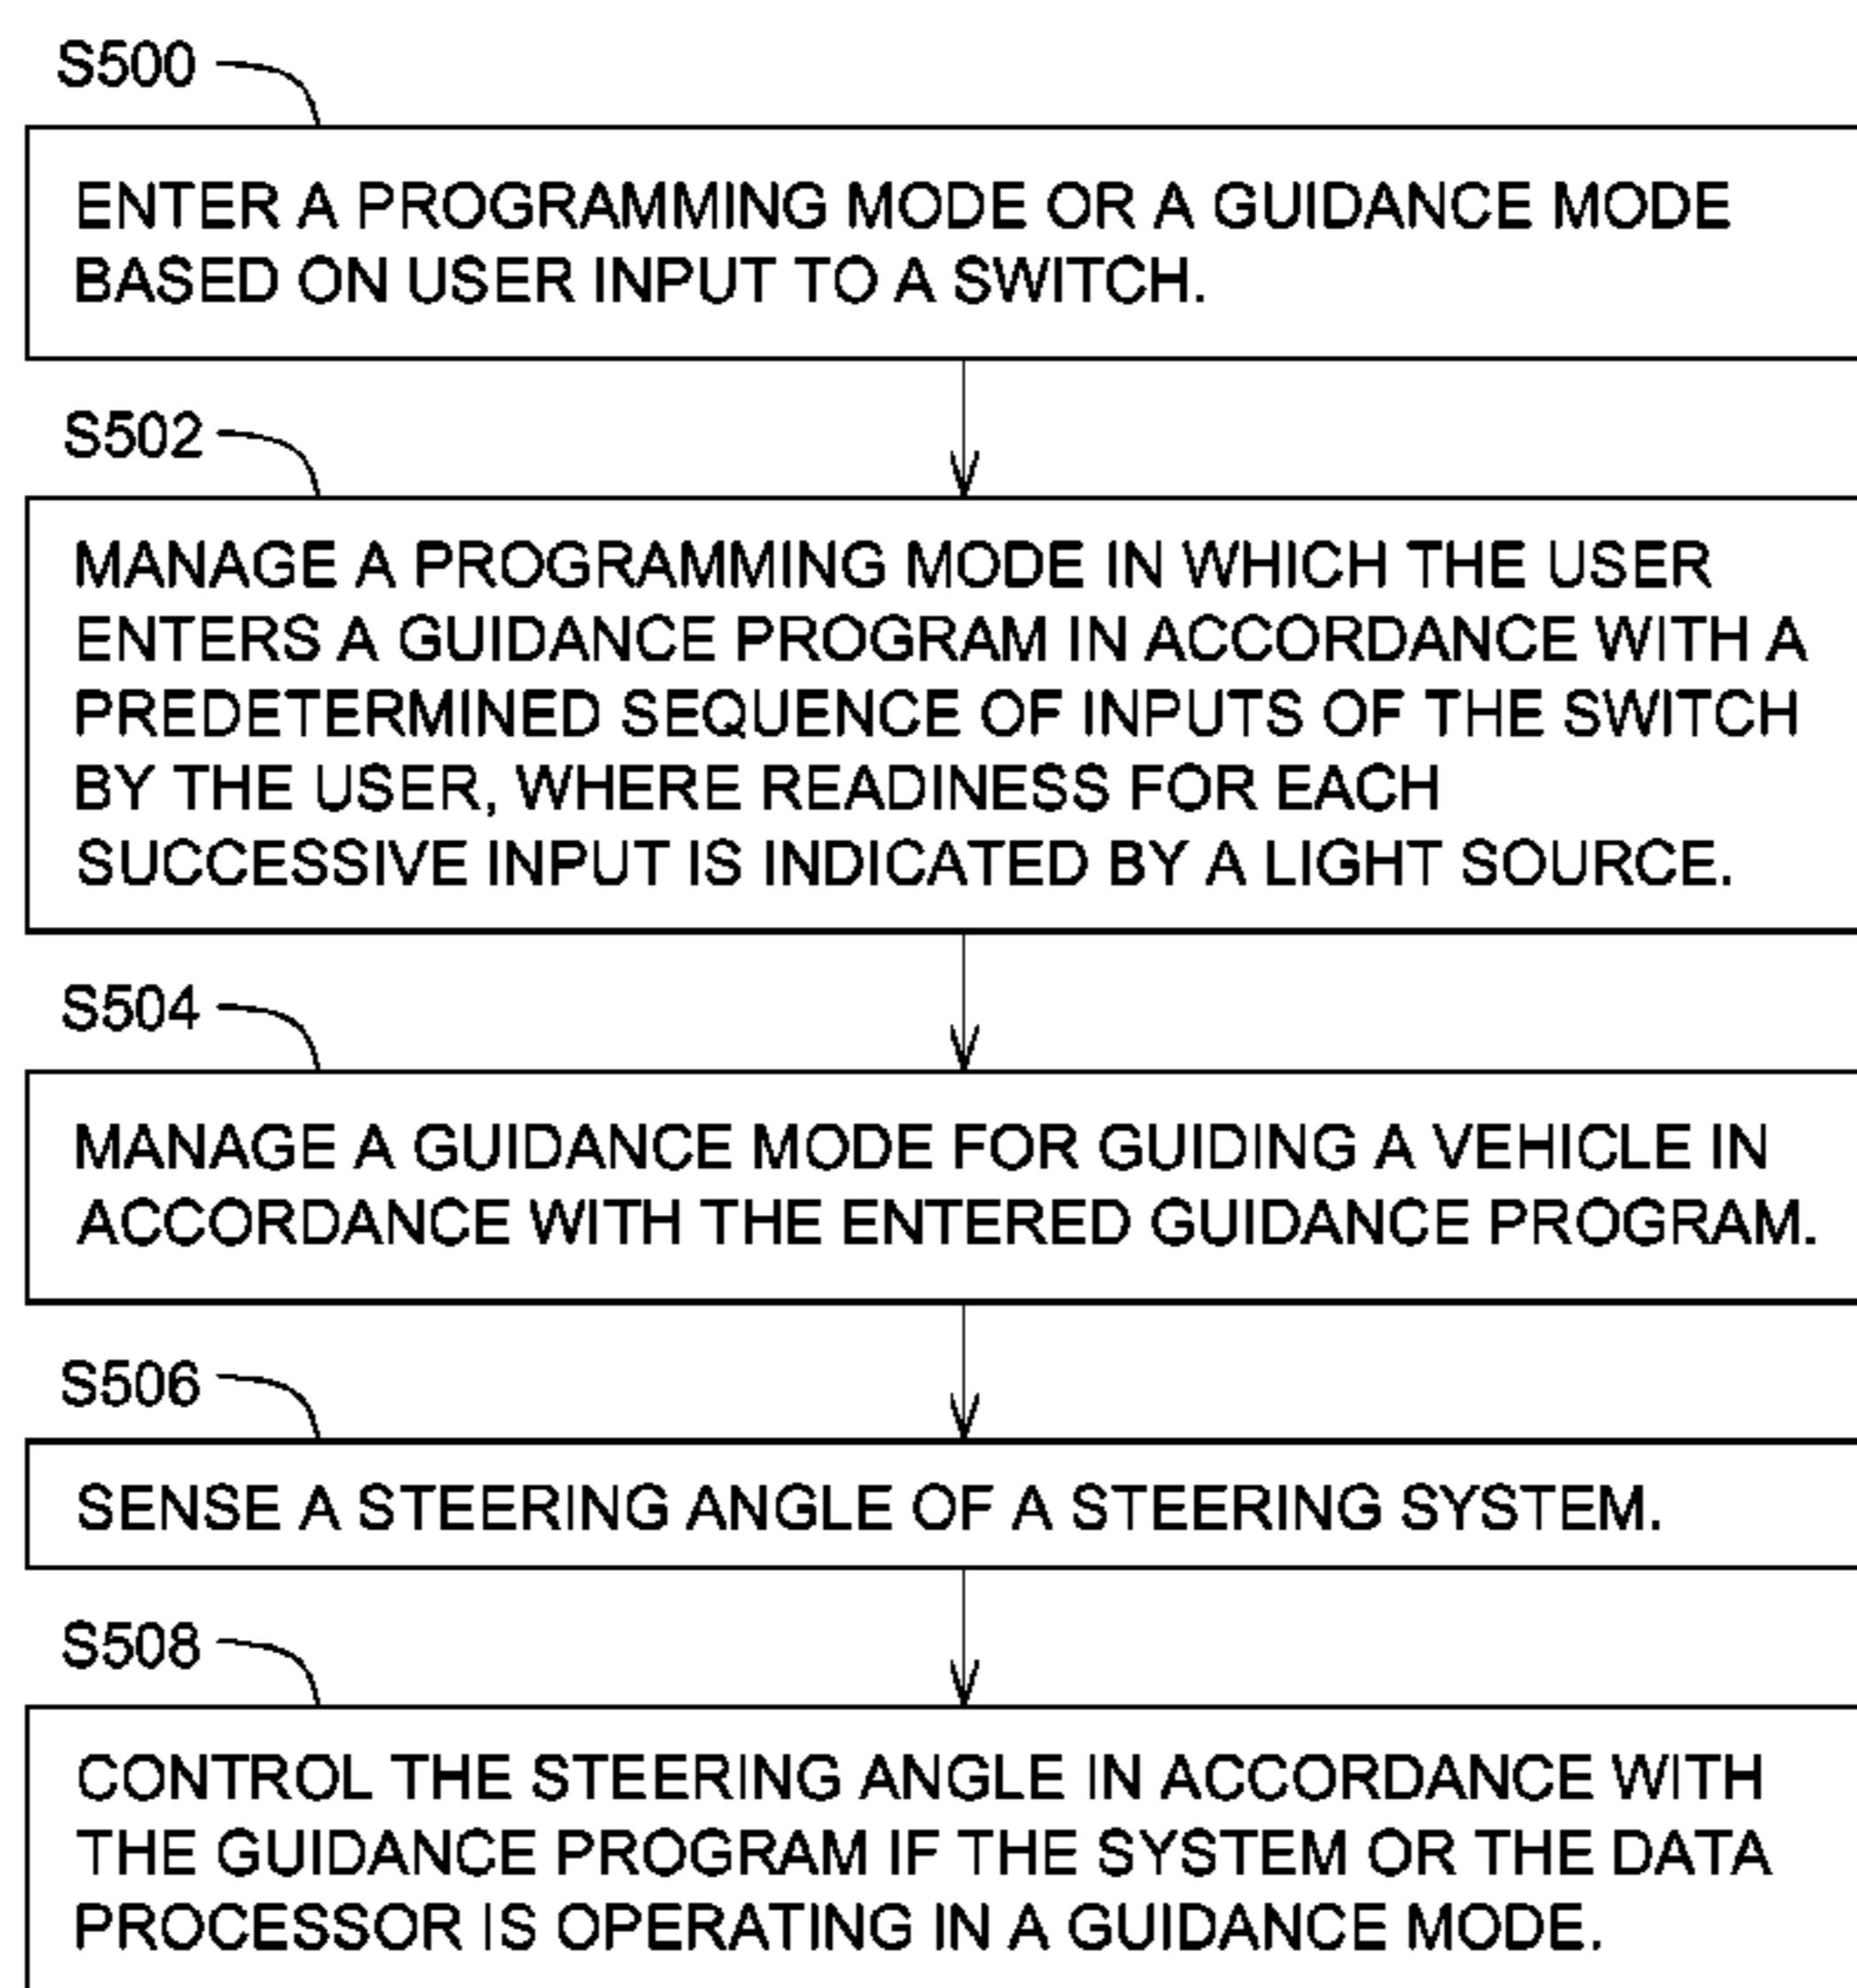 S500
ENTER A PROGRAMMING MODE OR A GUIDANCE MODE
BASED ON USER INPUT TO A SWITCH.
S502
MANAGE A PROGRAMMING MODE IN WHICH THE USER
ENTERS A GUIDANCE PROGRAM IN ACCORDANCE WITH A
PREDETERMINED SEQUENCE OF INPUTS OF THE SWITCH
BY THE USER, WHERE READINESS FOR EACH
SUCCESSIVE INPUT IS INDICATED BY A LIGHT SOURCE.
S504
MANAGE A GUIDANCE MODE FOR GUIDING A VEHICLE IN
ACCORDANCE WITH THE ENTERED GUIDANCE PROGRAM.
S506
SENSE A STEERING ANGLE OF A STEERING SYSTEM.
S508
CONTROL THE STEERING ANGLE IN ACCORDANCE WITH
THE GUIDANCE PROGRAM IF THE SYSTEM OR THE DATA
PROCESSOR IS OPERATING IN A GUIDANCE MODE.